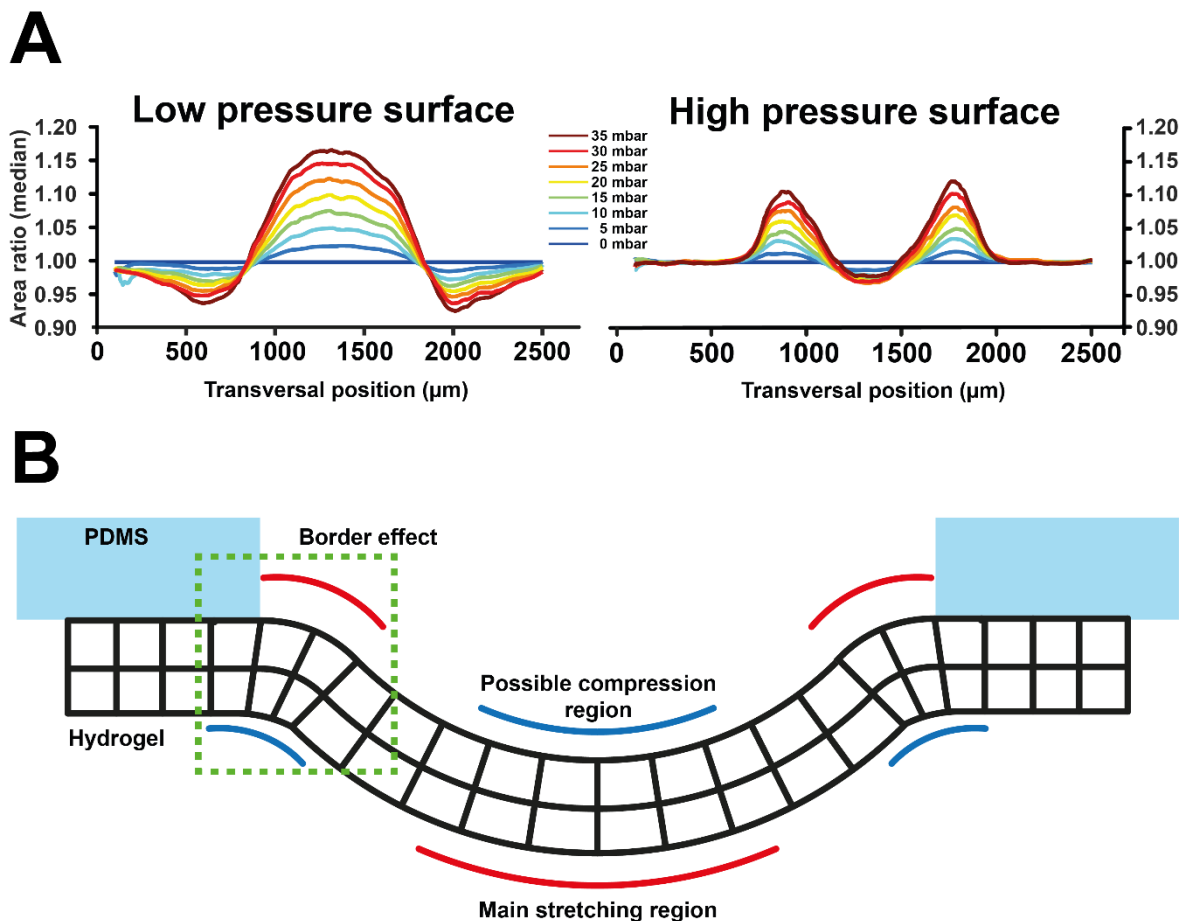 A
Low pressure surface
High pressure surface
Area ratio (median)
1.20
1.15
1.10
1.05
1.00
0.95
0.90
0
500
1000
1500
2000
2500
Transversal position (µm)
35 mbar
30 mbar
25 mbar
20 mbar
15 mbar
10 mbar
5 mbar
0 mbar
1.20
1.15
1.10
1.05
1.00
0.95
0.90
0
500
1000
1500
2000
2500
Transversal position (µm)
B
PDMS
Border effect
Possible compression
region
Hydrogel
Main stretching region